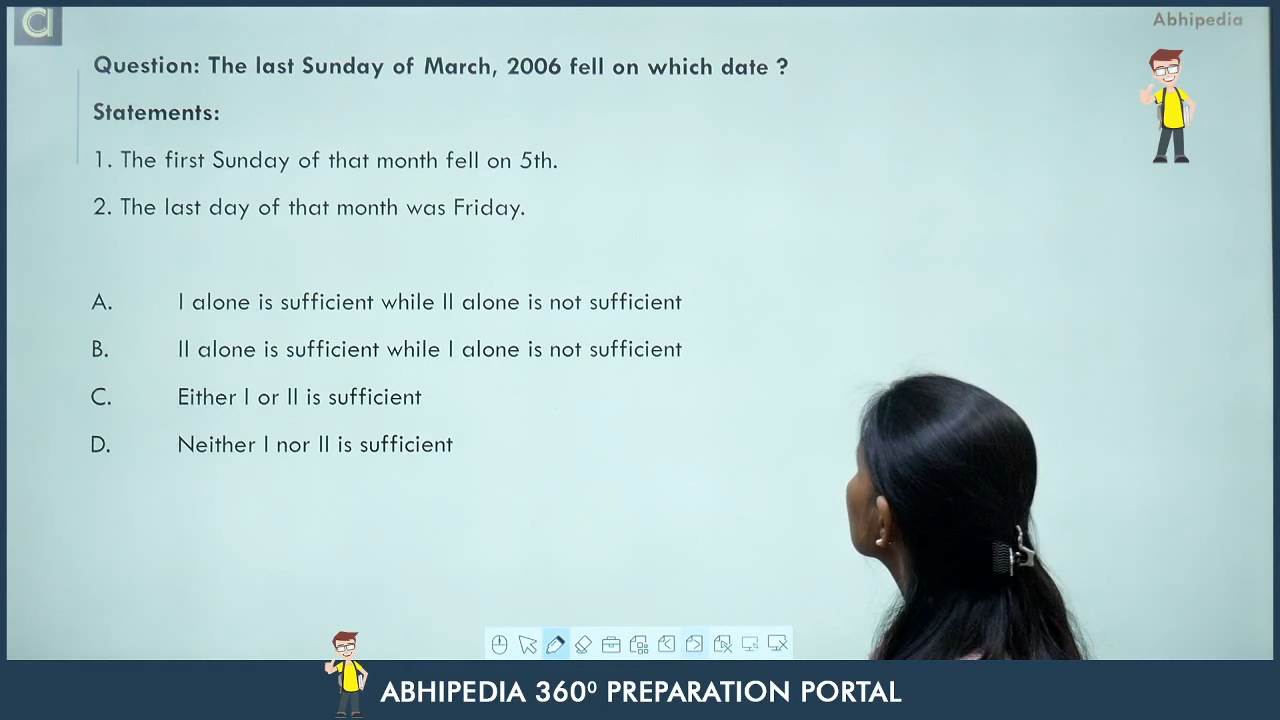 Abhipedia
Question: The last Sunday of March, 2006 fell on which date ?
Statements:
1. The first Sunday of that month fell on 5th.
2. The last day of that month was Friday.
A. I alone is sufficient while II alone is not sufficient
B. II alone is sufficient while I alone is not sufficient
C. Either I or II is sufficient
D. Neither I nor II is sufficient
ABHIPEDIA 360⁰ PREPARATION PORTAL